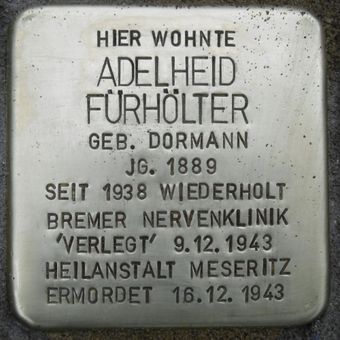 HIER WOHNTE
ADELHEID
FÜRHÖLTER
GEB. DORMANN
JG. 1889
SEIT 1938 WIEDERHOLT
BREMER NERVENKLINIK
'VERLEGT' 9.12.1943
HEILANSTALT MESERITZ
ERMORDET 16.12.1943